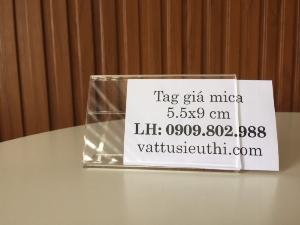 Tag giá mica
5.5x9 cm
LH: 0909.802.988
vattusieuthi.com